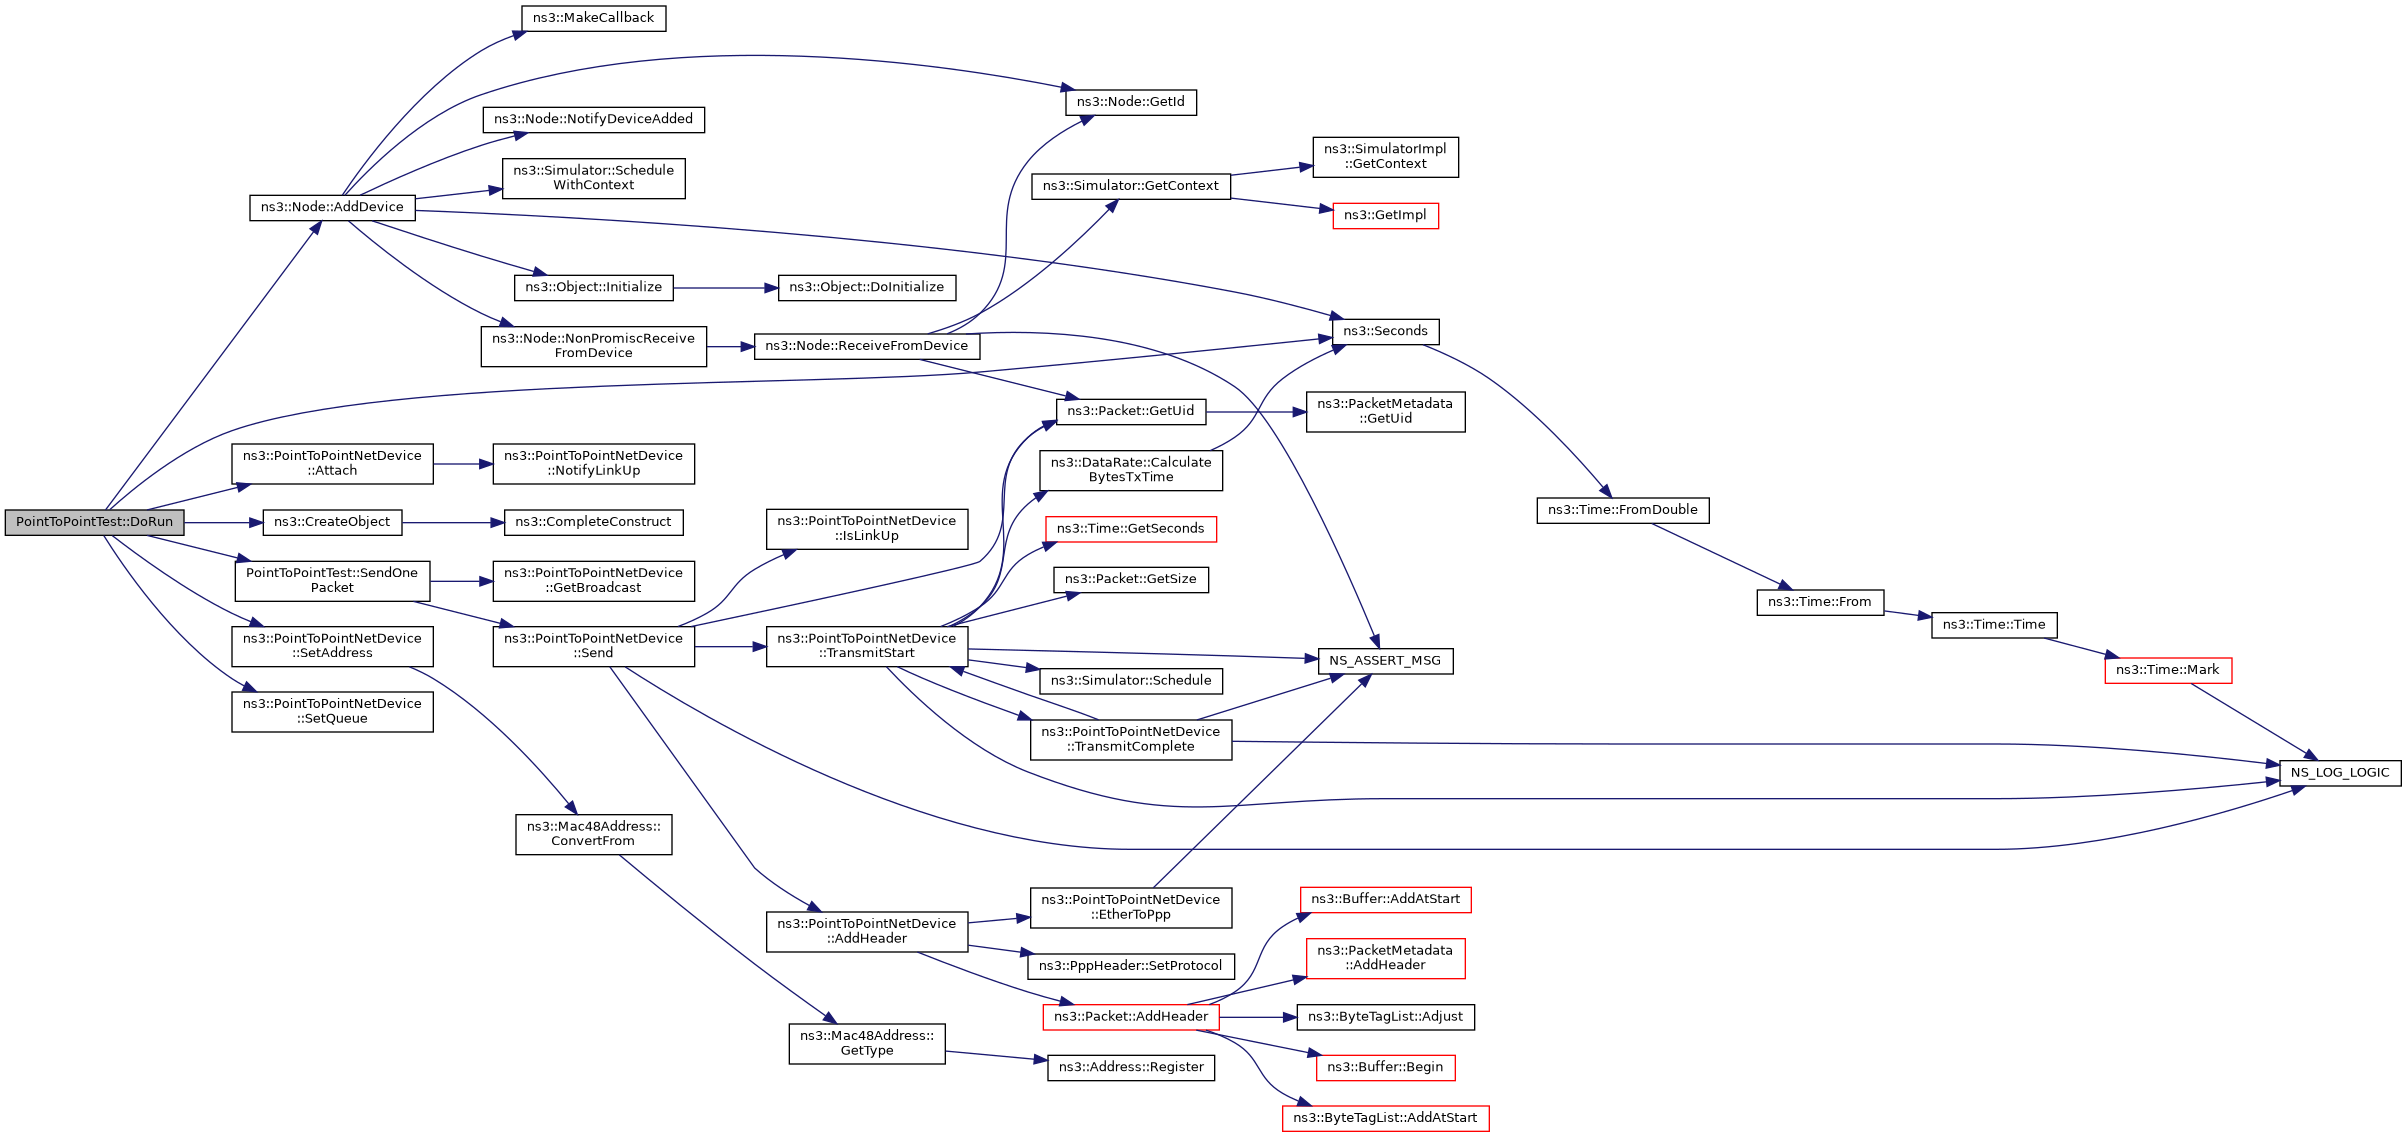 ns3::MakeCallback
ns3::Node::GetId
ns3::Node::NotifyDeviceAdded
ns3::SimulatorImpl
::GetContext
ns3::Simulator::Schedule
WithContext
ns3::Simulator::GetContext
ns3::Node::AddDevice
ns3::GetImpl
ns3::Object::Initialize
ns3::Object::DoInitialize
ns3::Seconds
ns3::Node::NonPromiscReceive
FromDevice
ns3::Node::ReceiveFromDevice
ns3::Packet::GetUid
ns3::PacketMetadata
::GetUid
ns3::PointToPointNetDevice
::Attach
ns3::PointToPointNetDevice
::NotifyLinkUp
ns3::DataRate::Calculate
BytesTxTime
ns3::Time::FromDouble
PointToPointTest::DoRun
ns3::CreateObject
ns3::CompleteConstruct
ns3::PointToPointNetDevice
::IsLinkUp
ns3::Time::GetSeconds
PointToPointTest::SendOne
Packet
ns3::PointToPointNetDevice
::GetBroadcast
ns3::Packet::GetSize
ns3::Time::From
ns3::Time::Time
ns3::PointToPointNetDevice
::SetAddress
ns3::PointToPointNetDevice
::Send
ns3::PointToPointNetDevice
::TransmitStart
NS_ASSERT_MSG
ns3::Time::Mark
ns3::Simulator::Schedule
ns3::PointToPointNetDevice
::SetQueue
ns3::PointToPointNetDevice
::TransmitComplete
NS_LOG_LOGIC
ns3::Mac48Address::
ConvertFrom
ns3::PointToPointNetDevice
::EtherToPpp
ns3::Buffer::AddAtStart
ns3::PointToPointNetDevice
::AddHeader
ns3::PacketMetadata
::AddHeader
ns3::PppHeader::SetProtocol
ns3::Packet::AddHeader
ns3::ByteTagList::Adjust
ns3::Mac48Address::
GetType
ns3::Address::Register
ns3::Buffer::Begin
ns3::ByteTagList::AddAtStart